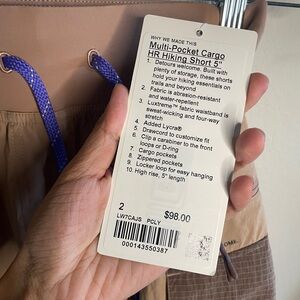 WHY WE MADE THIS
Multi-Pocket Cargo
HR Hiking Short 5"
1. Detours welcome. Built with
plenty of storage, these shorts
hold your hiking essentials on
trails and beyond
2. Fabric is abrasion-resistant
and water-repellent
3. Luxtreme™ fabric waistband is
sweat-wicking and four-way
stretch
4. Added Lycra®
5. Drawcord to customize fit
6. Clip a carabiner to the front
loops or D-ring
7. Cargo pockets
8. Zippered pockets
9. Locker loop for easy hanging
10. High rise, 5" length
2
$98.00
LW7CAJS PCLY
000143550387